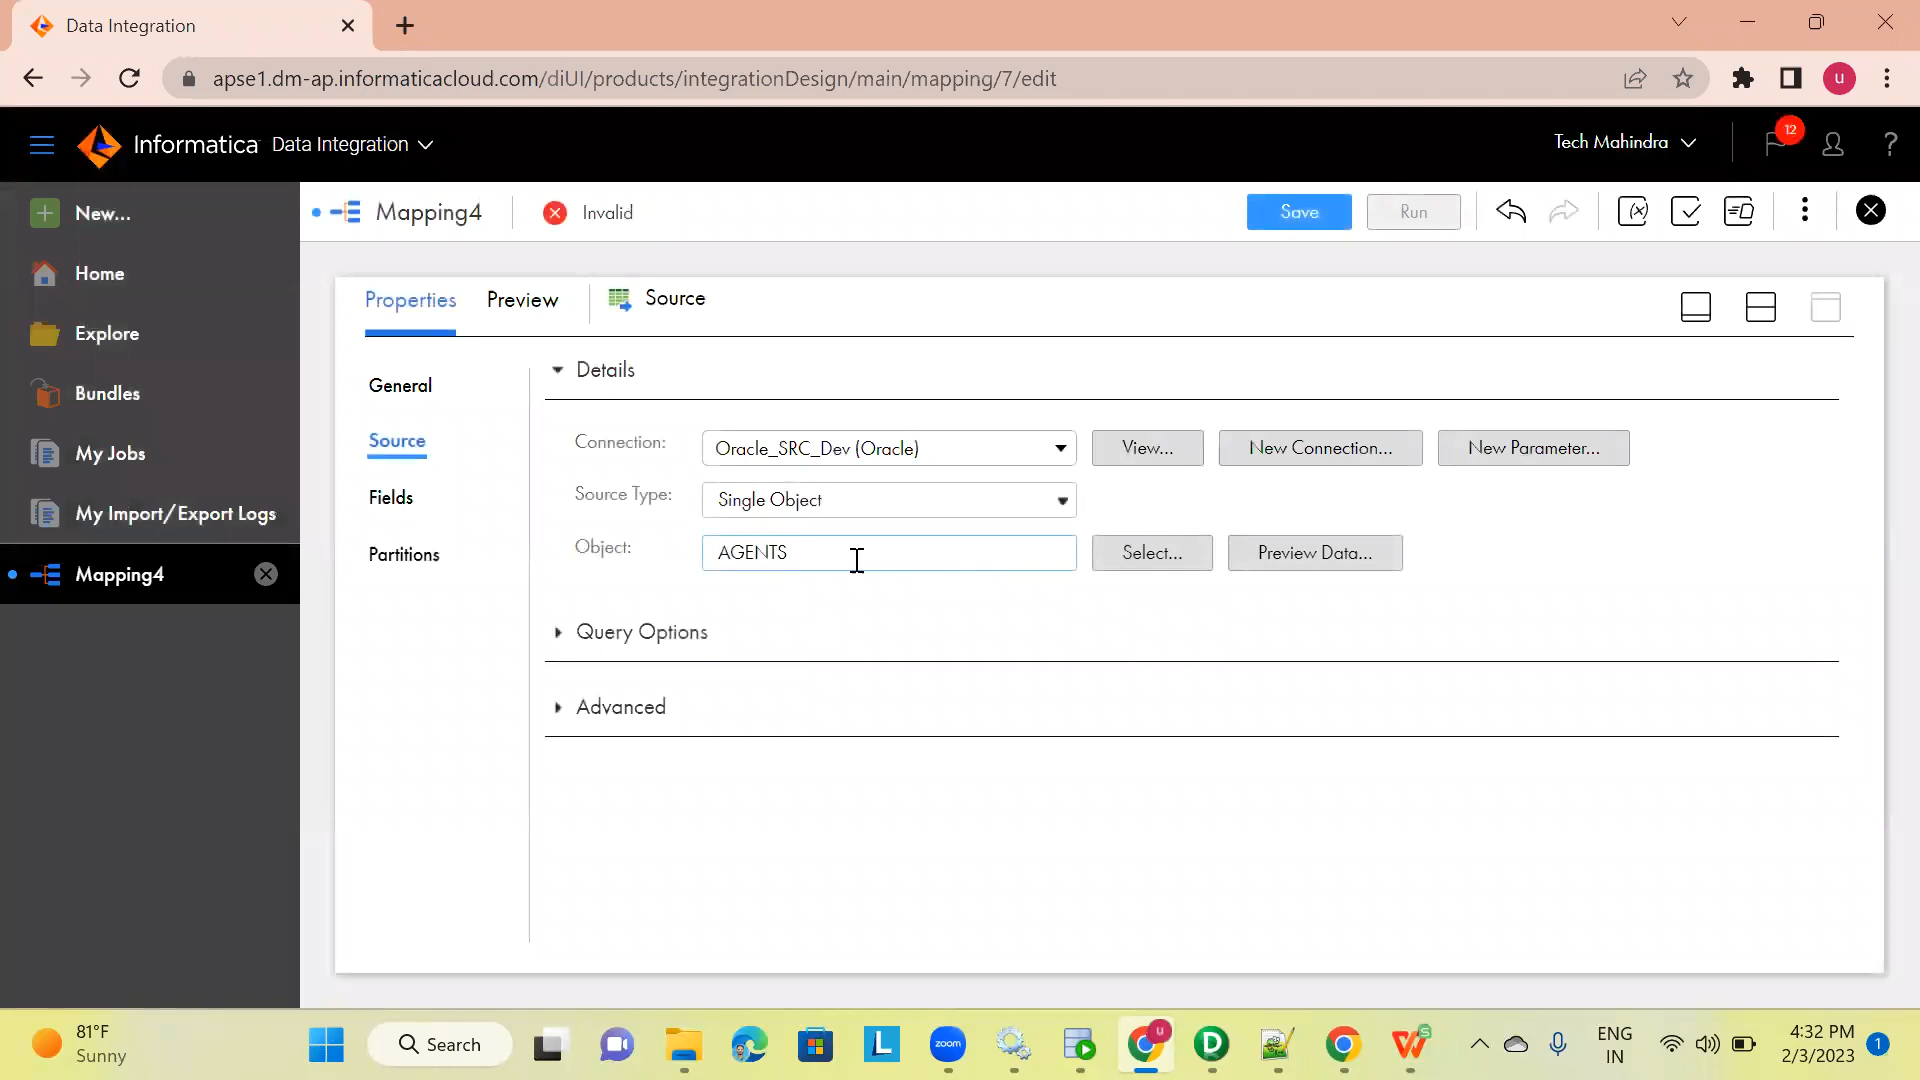 Data Integration
apse1.dm-ap.informaticacloud.com/diUI/products/integrationDesign/main/mapping/7/edit
u
Informatica Data Integration
Tech Mahindra
12
?
New...
Home
Explore
Bundles
My Jobs
My Import/Export Logs
Mapping4
Mapping4
Invalid
Save
Run
Properties
Preview
Source
General
Source
Fields
Partitions
Details
Connection:
Oracle_SRC_Dev (Oracle)
View...
New Connection...
New Parameter...
Source Type:
Single Object
Object:
AGENTS
Select...
Preview Data...
Query Options
Advanced
81°F
Sunny
Search
L
zoom
u
D
W
S
ENG
IN
4:32 PM
2/3/2023
1